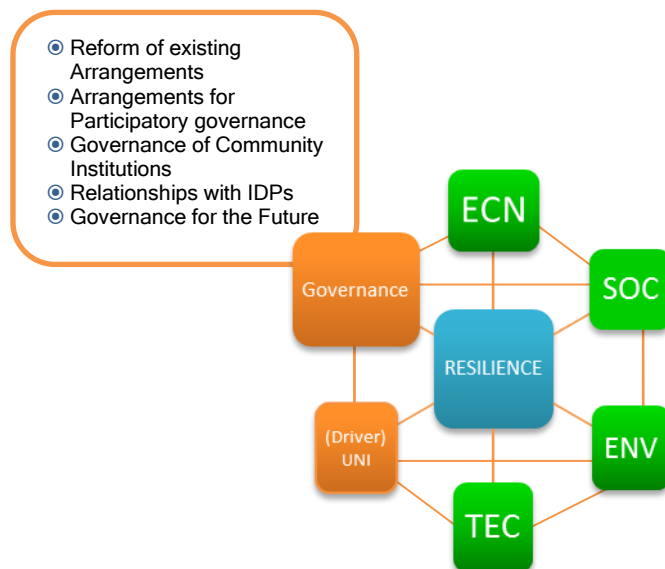 Reform of existing
Arrangements
Arrangements for
Participatory governance
Governance of Community
Institutions
Relationships with IDPs
Governance for the Future
ECN
Governance
SOC
RESILIENCE
(Driver)
UNI
ENV
TEC